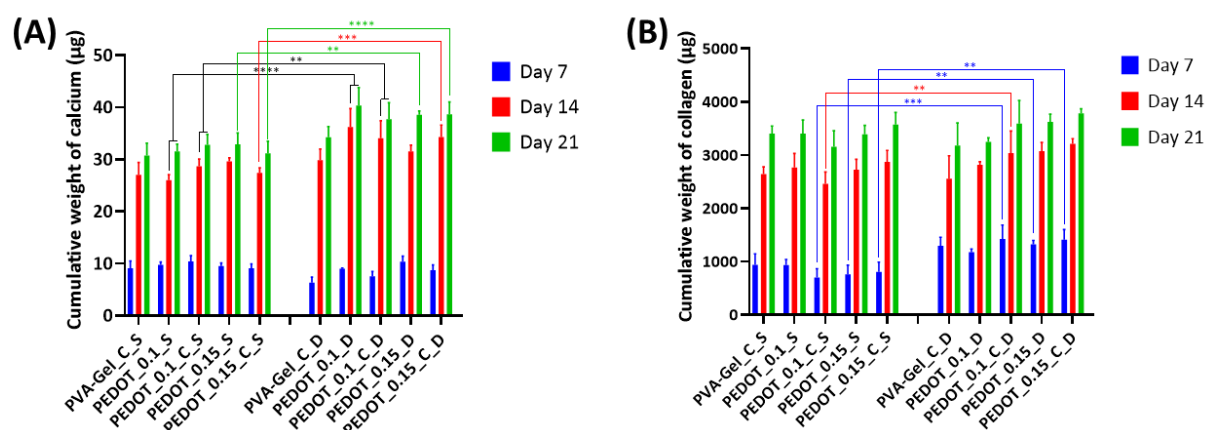 (A)
Cumulative weight of calcium (µg)
50
40
30
20
10
0
****
***
**
**
****
Day 7
Day 14
Day 21
PVA-Gel_C_S
PEDOT_0.1_S
PEDOT_0.1_C_S
PEDOT_0.15_S
PEDOT_0.15_C_S
PVA-Gel_C_D
PEDOT_0.1_D
PEDOT_0.1_C_D
PEDOT_0.15_D
PEDOT_0.15_C_D
(B)
Cumulative weight of collagen (µg)
5000
4000
3000
2000
1000
0
**
**
**
***
Day 7
Day 14
Day 21
PVA-Gel_C_S
PEDOT_0.1_S
PEDOT_0.1_C_S
PEDOT_0.15_S
PEDOT_0.15_C_S
PVA-Gel_C_D
PEDOT_0.1_D
PEDOT_0.1_C_D
PEDOT_0.15_D
PEDOT_0.15_C_D